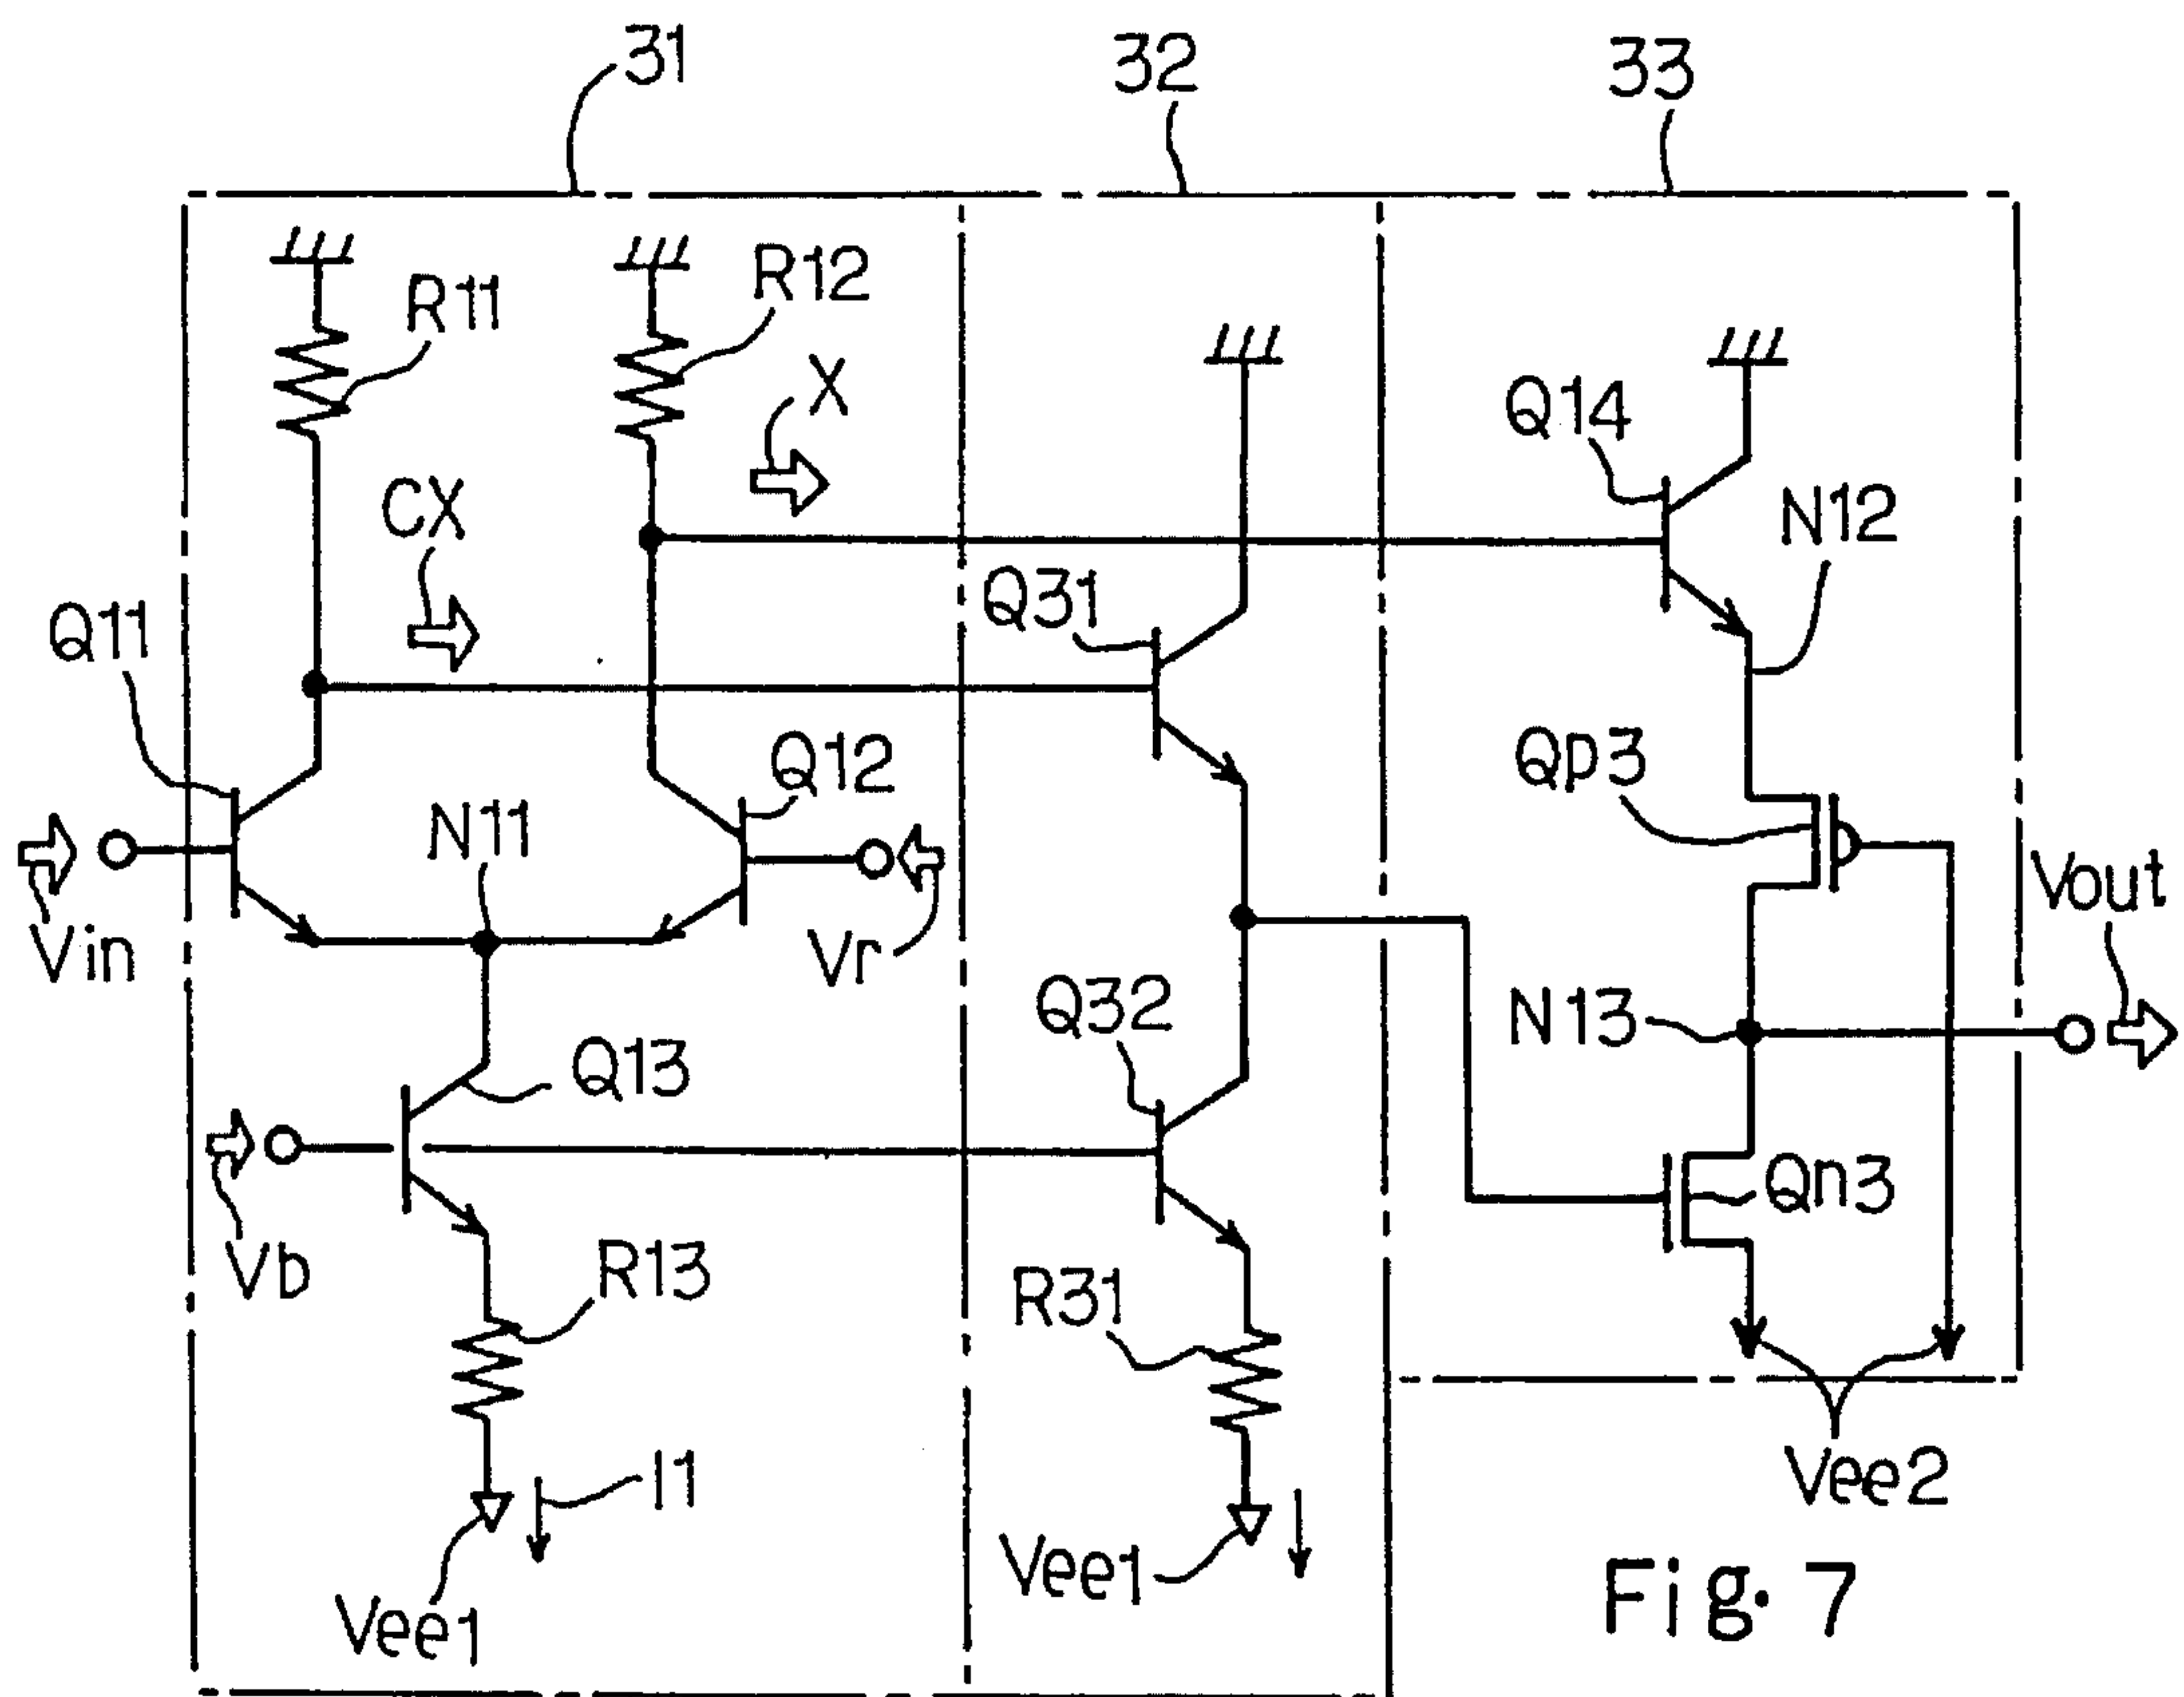 31
32
33
R11
R12
X
Q14
CX
N12
Q31
Q11
Qp3
Q12
N11
Vout
Vin
Vr
Q32
N13
Q13
Qn3
Vb
R13
R31
I1
Vee2
Vee1
Vee1
Fig. 7